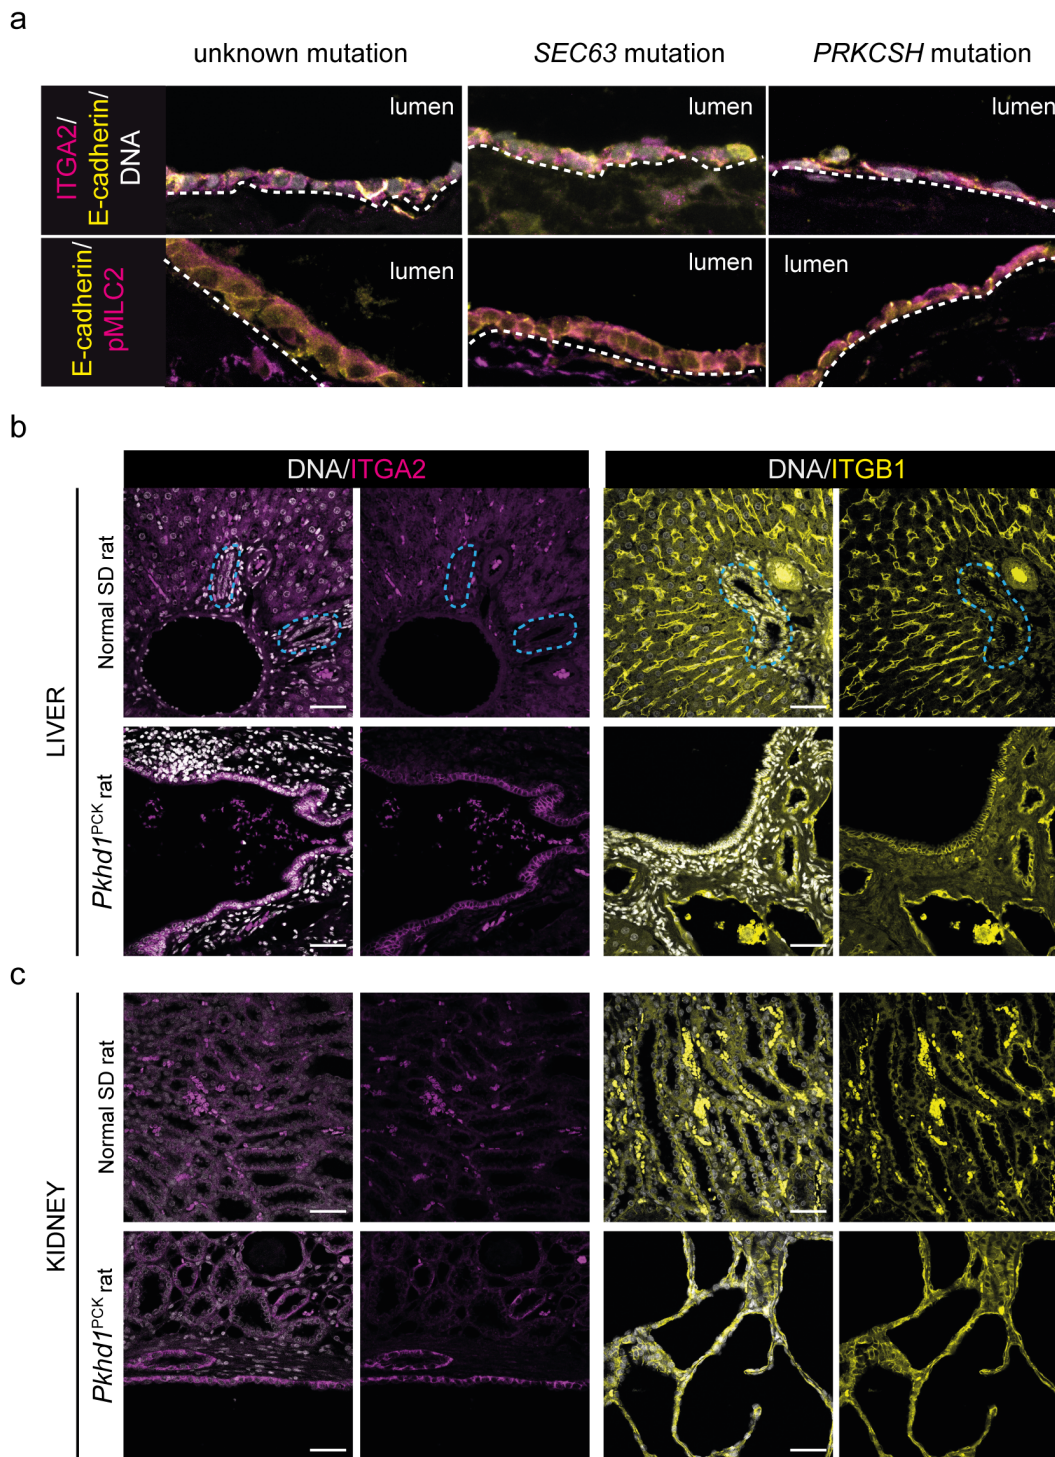 a
unknown mutation
SEC63 mutation
PRKCSH mutation
ITGA2/
E-cadherin/
DNA
lumen
lumen
lumen
E-cadherin/
pMLC2
lumen
lumen
lumen
b
DNA/ITGA2
DNA/ITGB1
LIVER
Normal SD rat
Pkhd1PCK rat
c
KIDNEY
Normal SD rat
Pkhd1PCK rat